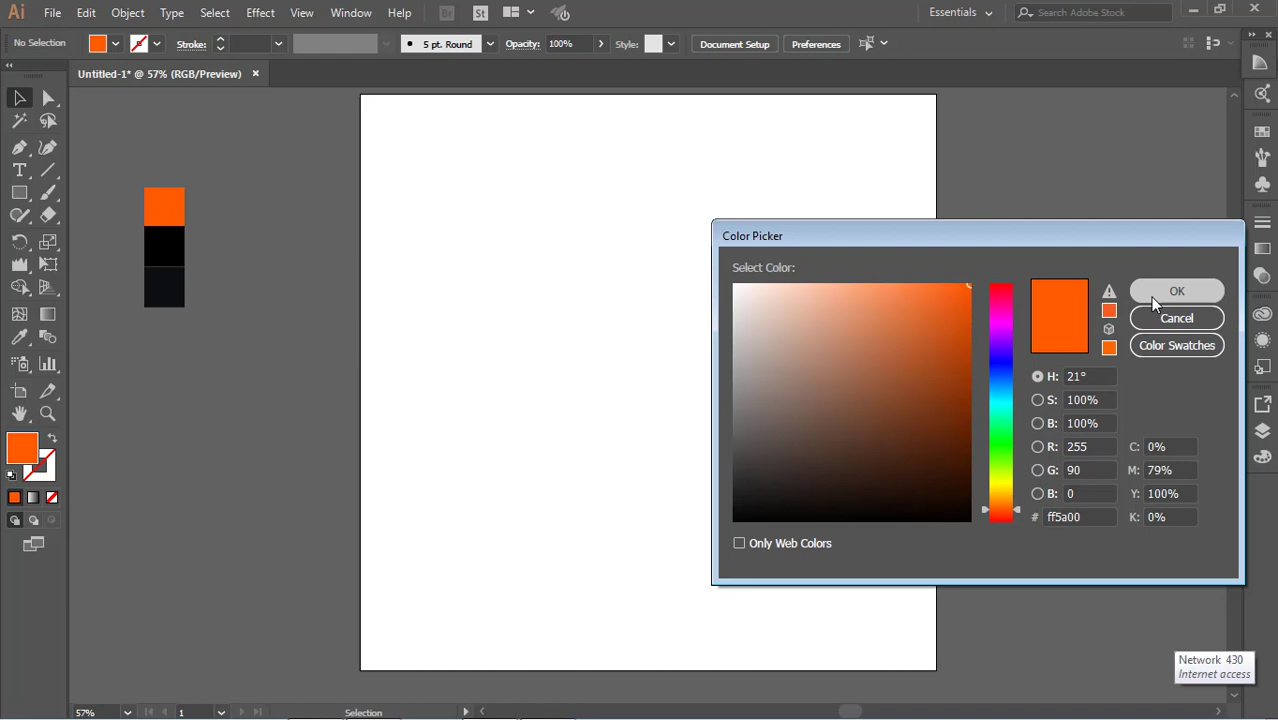 Ai File Edit Object Type Select Effect View Window Help Br St Essentials Search Adobe Stock
No Selection Stroke: 5 pt. Round Opacity: 100% Style: Document Setup Preferences
Untitled-1* @ 57% (RGB/Preview)
Color Picker
Select Color:
OK
Cancel
Color Swatches
H: 21°
S: 100%
B: 100%
R: 255 C: 0%
G: 90 M: 79%
B: 0 Y: 100%
# ff5a00 K: 0%
Only Web Colors
Network 430
Internet access
57% 1 Selection